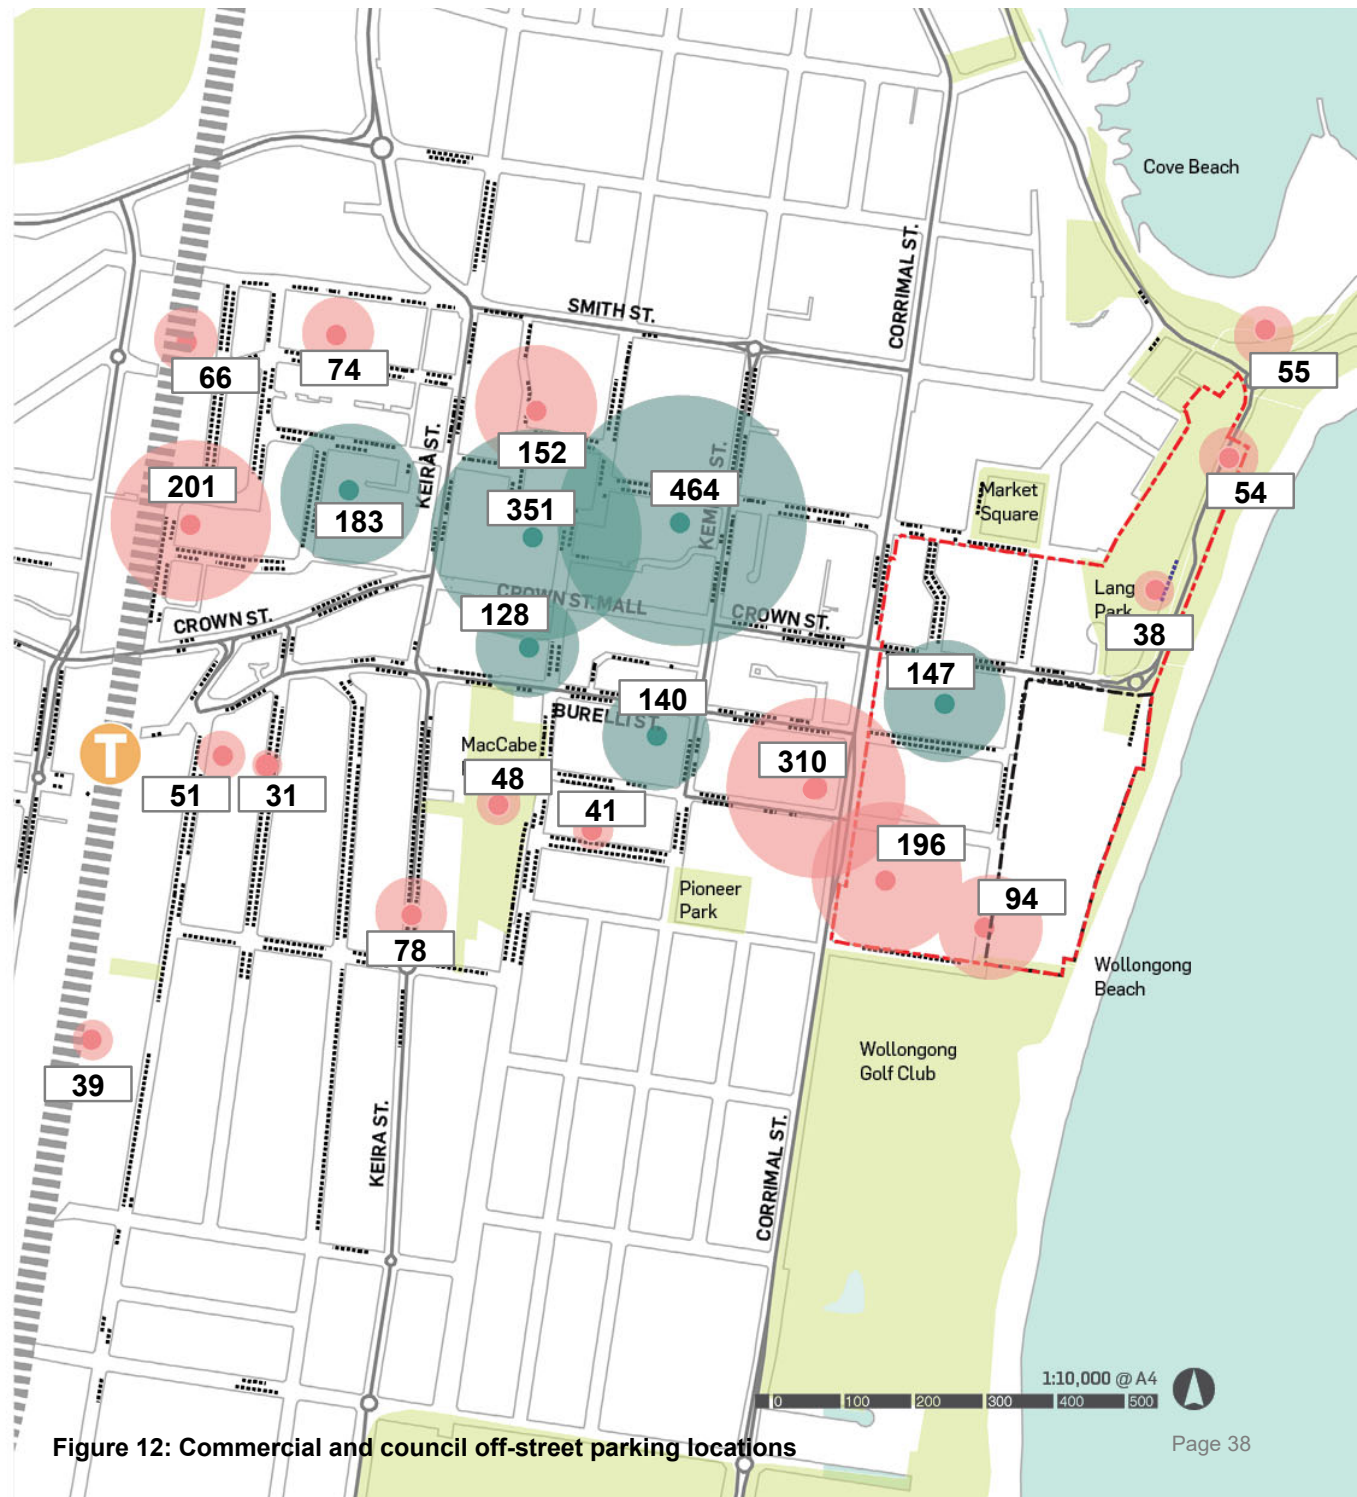 Cove Beach
CORRIMAL ST.
SMITH ST.
66
74
55
KEIRA ST.
152
201
351
464
54
183
KEM ST.
Market
Square
CROWN ST. MALL
Lang
Park
CROWN ST.
128
CROWN ST.
38
147
140
BURELLI ST.
T
MacCabe
310
51
31
48
41
196
Pioneer
Park
94
78
Wollongong
Beach
39
Wollongong
Golf Club
KEIRA ST.
CORRIMAL ST.
1:10,000 @ A4
0 100 200 300 400 500
Figure 12: Commercial and council off-street parking locations
Page 38